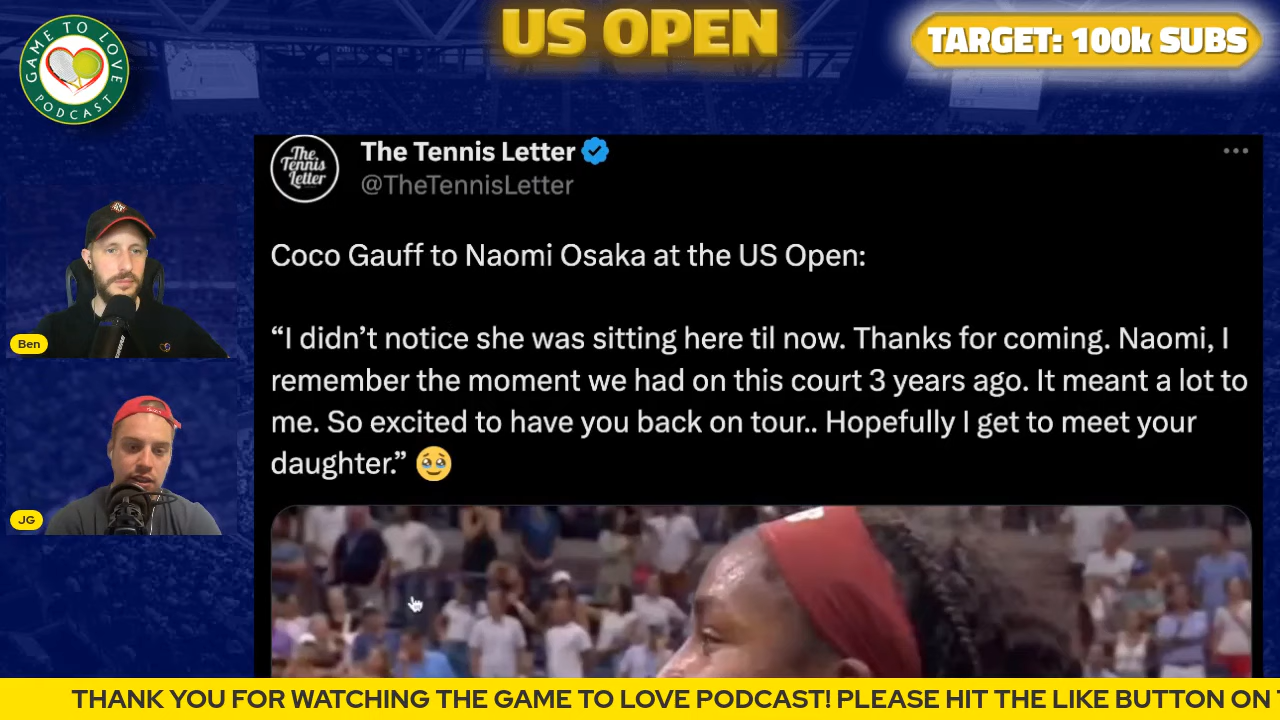 GAME TO LOVE
PODCAST
US OPEN
TARGET: 100k SUBS
The
Tennis
Letter
The Tennis Letter
@TheTennisLetter
Coco Gauff to Naomi Osaka at the US Open:
“I didn’t notice she was sitting here til now. Thanks for coming. Naomi, I
remember the moment we had on this court 3 years ago. It meant a lot to
me. So excited to have you back on tour.. Hopefully I get to meet your
daughter.” 🥹
Ben
JG
THANK YOU FOR WATCHING THE GAME TO LOVE PODCAST! PLEASE HIT THE LIKE BUTTON ON